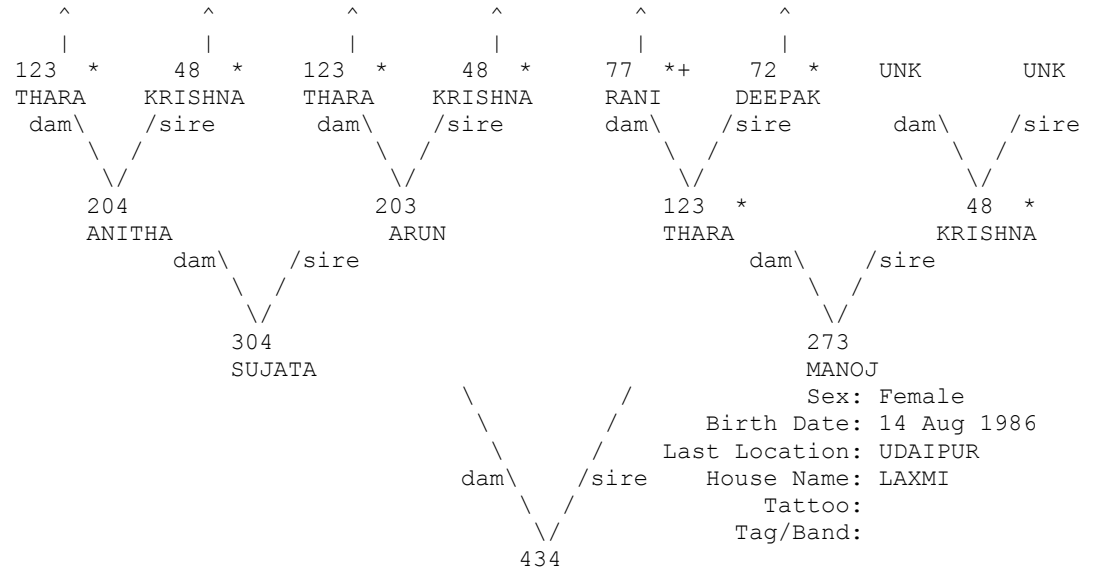 ^ ^ ^ ^ ^ ^
| | | | | |
123 * 48 * 123 * 48 * 77 *+ 72 * UNK UNK
THARA KRISHNA THARA KRISHNA RANI DEEPAK
dam\ /sire dam\ /sire dam\ /sire dam\ /sire
\ / \ / \ / \ /
\/ \/ \/ \/
204 203 123 * 48 *
ANITHA ARUN THARA KRISHNA
dam\ /sire dam\ /sire
\ / \ /
\/ \/
304 273
SUJATA MANOJ
\ / Sex: Female
\ / Birth Date: 14 Aug 1986
\ / Last Location: UDAIPUR
dam\ /sire House Name: LAXMI
\ / Tattoo:
\/ Tag/Band:
434